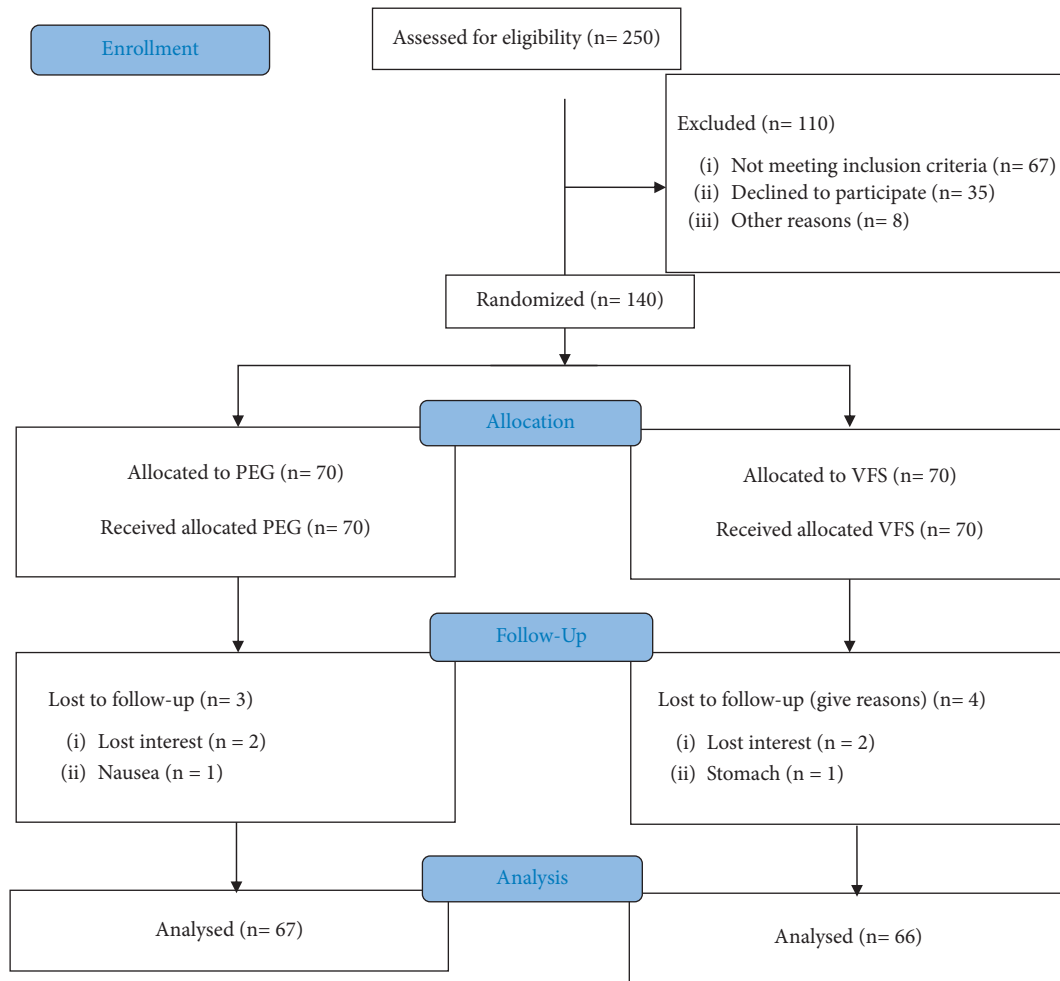 Enrollment
Assessed for eligibility (n= 250)
Excluded (n= 110)
(i) Not meeting inclusion criteria (n= 67)
(ii) Declined to participate (n= 35)
(iii) Other reasons (n= 8)
Randomized (n= 140)
Allocation
Allocated to PEG (n= 70)
Received allocated PEG (n= 70)
Allocated to VFS (n= 70)
Received allocated VFS (n= 70)
Follow-Up
Lost to follow-up (n= 3)
(i) Lost interest (n = 2)
(ii) Nausea (n = 1)
Lost to follow-up (give reasons) (n= 4)
(i) Lost interest (n = 2)
(ii) Stomach (n = 1)
Analysis
Analysed (n= 67)
Analysed (n= 66)